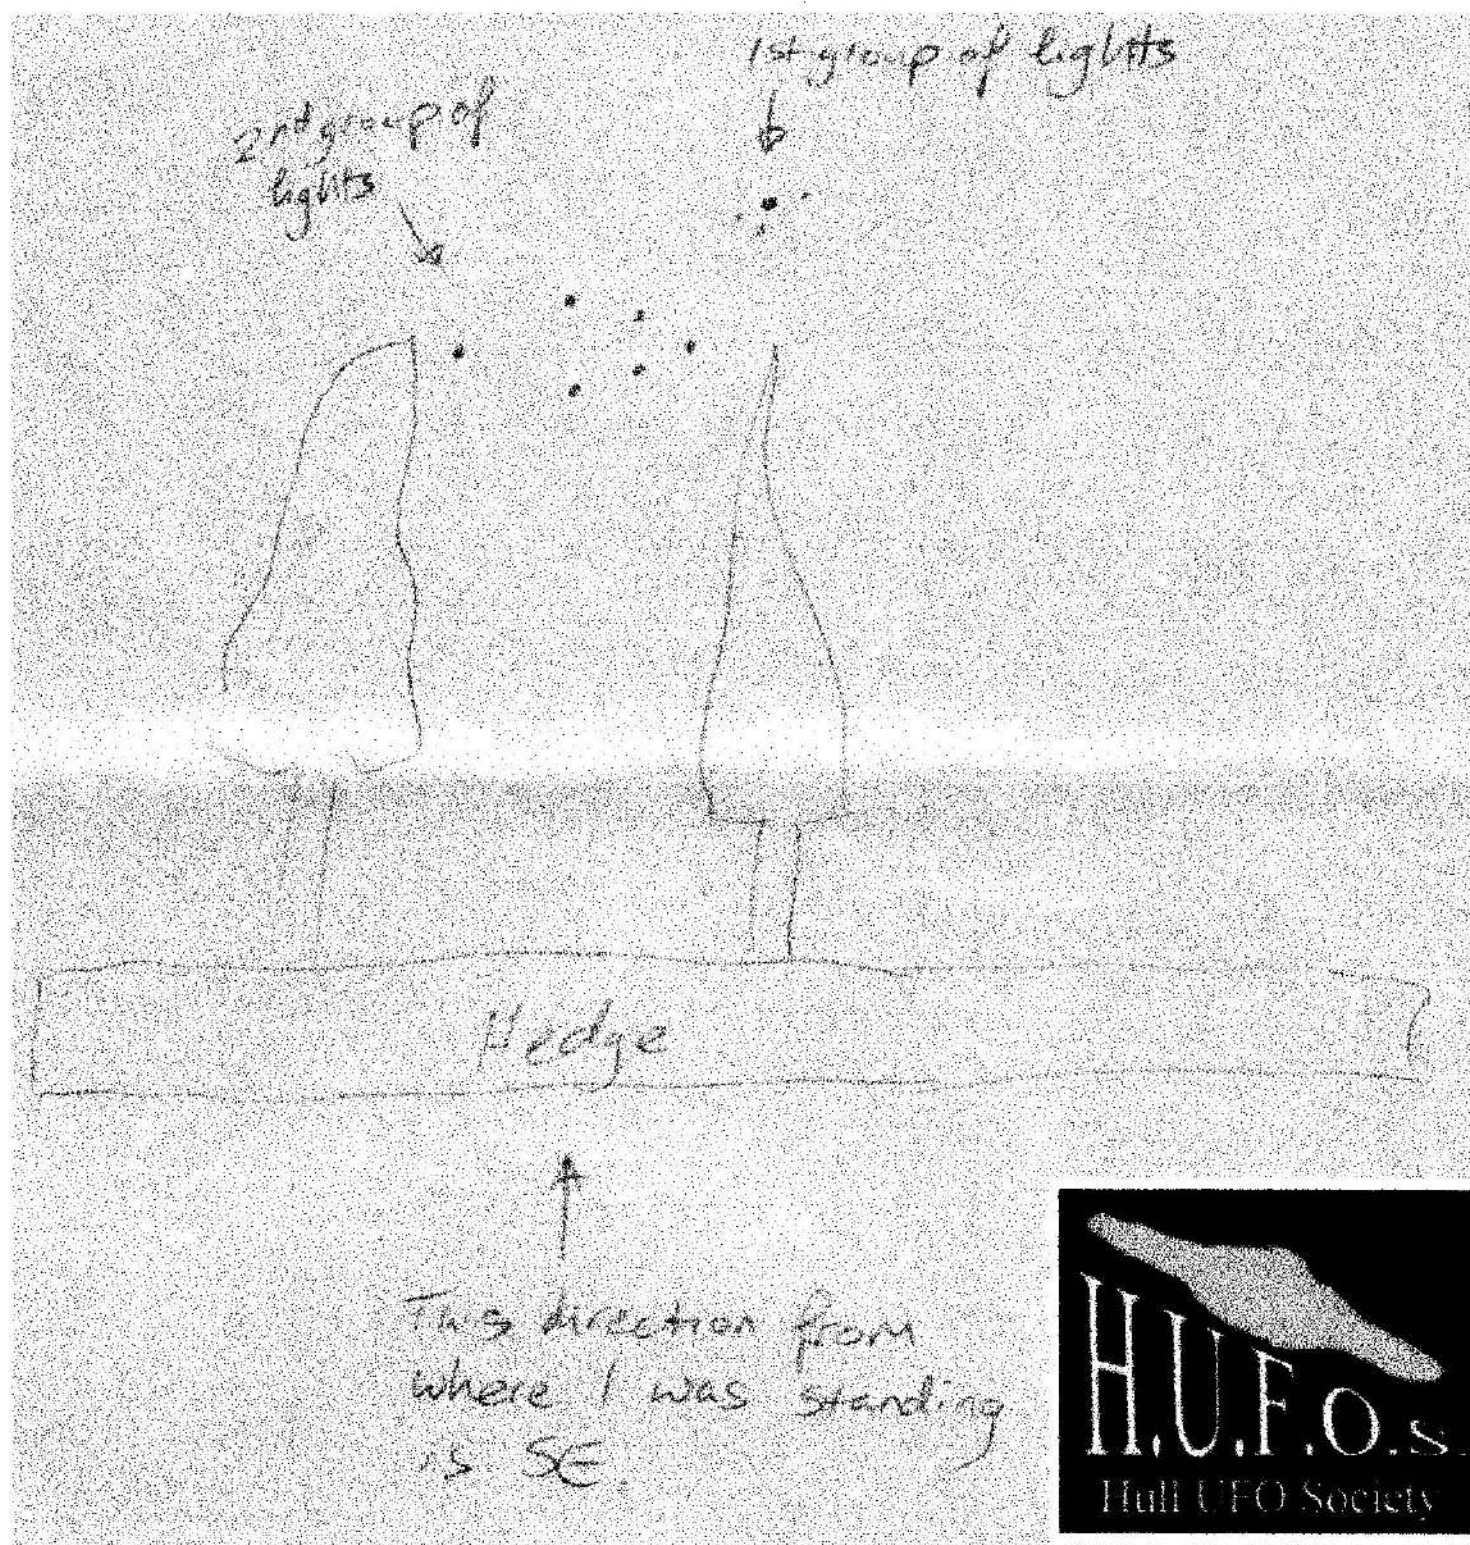 1st group of lights
2nd group of
lights
Hedge
This direction from
where I was standing
is SE.
H.U.F.O.S.
Hull UFO Society